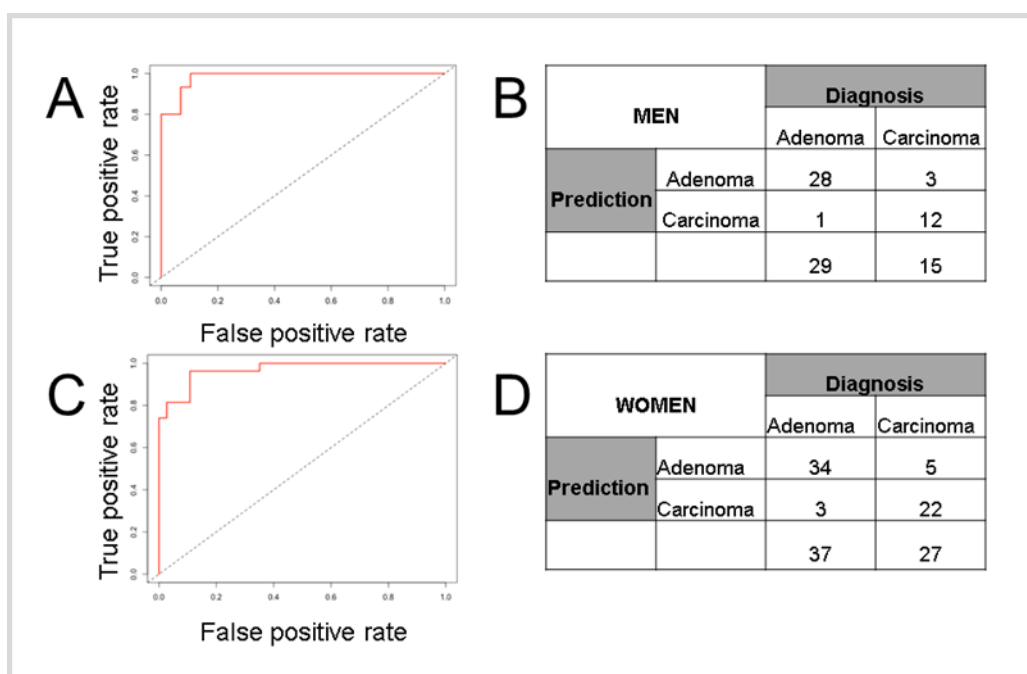 A
True positive rate
1.0
0.8
0.6
0.4
0.2
0.0
0.0 0.2 0.4 0.6 0.8 1.0
False positive rate
B
MEN
Diagnosis
Adenoma Carcinoma
Prediction
Adenoma 28 3
Carcinoma 1 12
29 15
C
True positive rate
1.0
0.8
0.6
0.4
0.2
0.0
0.0 0.2 0.4 0.6 0.8 1.0
False positive rate
D
WOMEN
Diagnosis
Adenoma Carcinoma
Prediction
Adenoma 34 5
Carcinoma 3 22
37 27